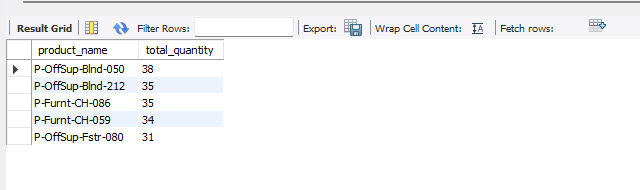 Result Grid Filter Rows: Export: Wrap Cell Content: Fetch rows:
product_name total_quantity
P-OffSup-Blnd-050 38
P-OffSup-Blnd-212 35
P-Furnt-CH-086 35
P-Furnt-CH-059 34
P-OffSup-Fstr-080 31